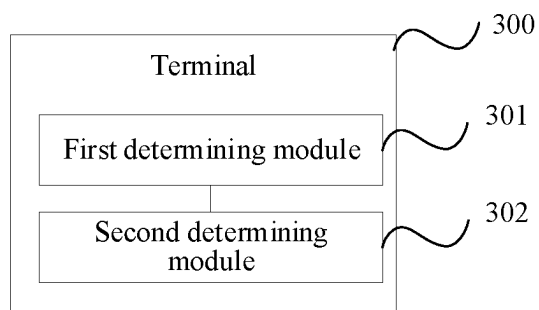 300
Terminal
301
First determining module
302
Second determining
module